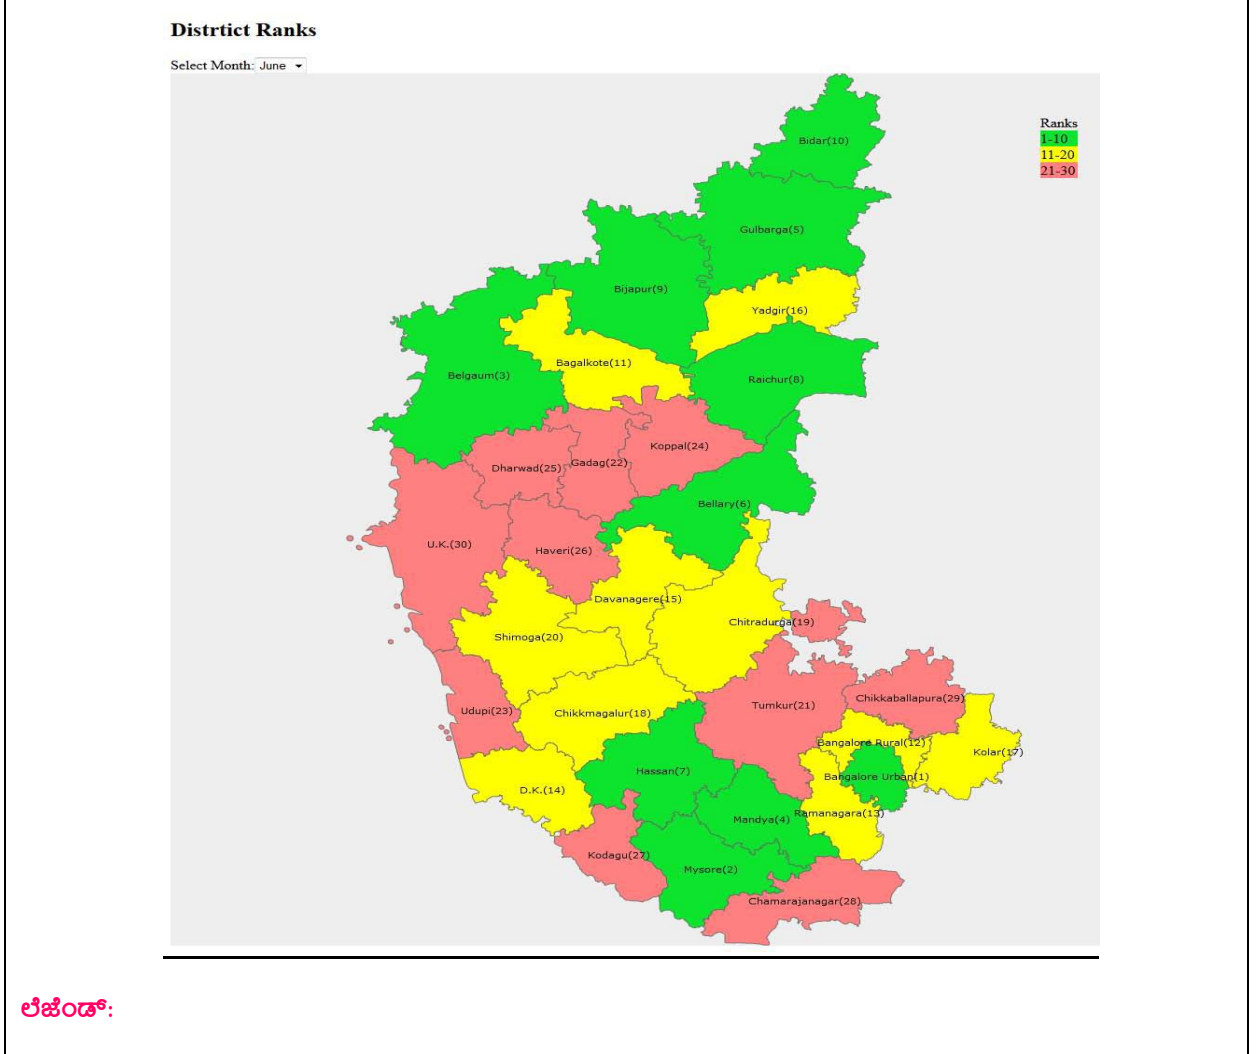 Distrtict Ranks
Select Month: June
Ranks
1-10
11-20
21-30
Bidar(10)
Gulbarga(5)
Bijapur(9)
Yadgir(16)
Bagalkote(11)
Belgaum(3)
Raichur(8)
Koppal(24)
Dharwad(25)
Gadag(22)
Bellary(6)
U.K.(30)
Haveri(26)
Davanagere(15)
Chitradurga(19)
Shimoga(20)
Chikkaballapura(29)
Tumkur(21)
Udupi(23)
Chikkmagalur(18)
Bangalore Rural(12)
Kolar(17)
Hassan(7)
Bangalore Urban(1)
D.K.(14)
Ramanagara(13)
Mandya(4)
Kodagu(27)
Mysore(2)
Chamarajanagar(28)
ಲೆಜೆಂಡ್: